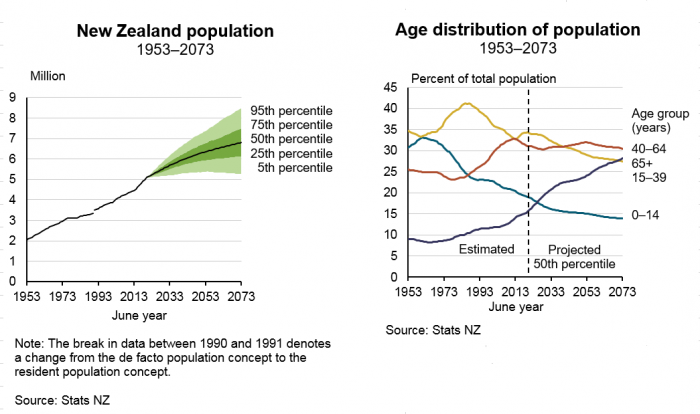 New Zealand population
1953–2073
Million
9
8
7
6
5
4
3
2
1
0
95th percentile
75th percentile
50th percentile
25th percentile
5th percentile
1953 1973 1993 2013 2033 2053 2073
June year
Note: The break in data between 1990 and 1991 denotes
a change from the de facto population concept to the
resident population concept.
Source: Stats NZ
Age distribution of population
1953–2073
Percent of total population
45
40
35
30
25
20
15
10
5
0
Age group
(years)
40–64
65+
15–39
0–14
Estimated
Projected
50th percentile
1953 1973 1993 2013 2033 2053 2073
June year
Source: Stats NZ